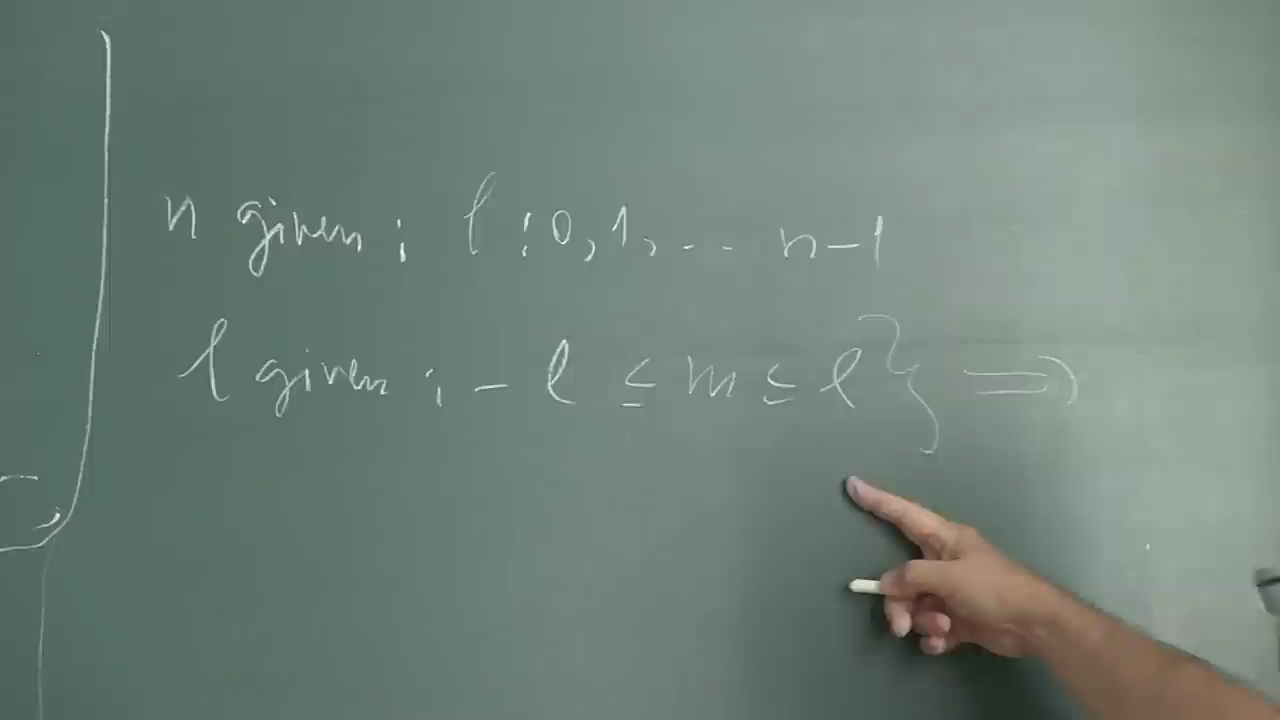 n given : l : 0, 1, ... n-1
l given : - l ≤ m ≤ l } ⇒